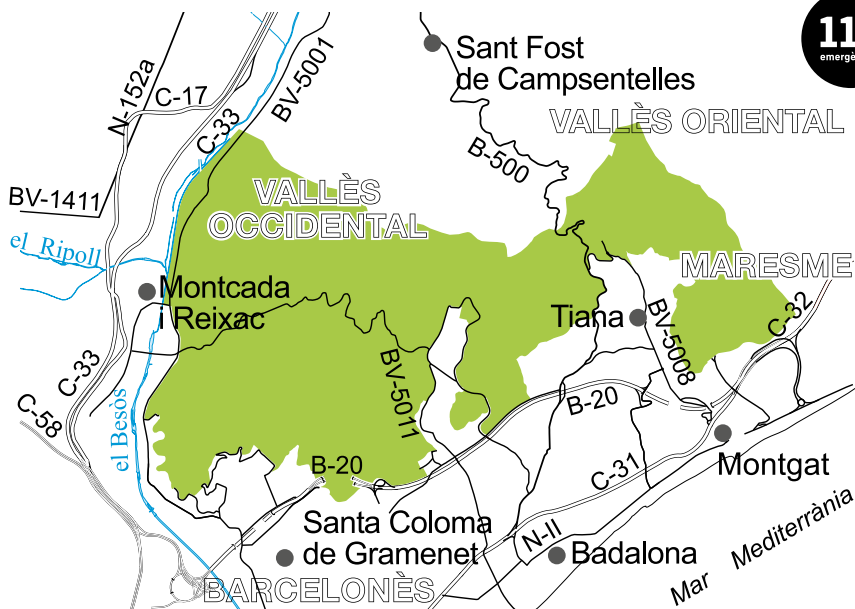 11
emergè
Sant Fost
de Campsentelles
N-152a
C-17
C-33
BV-5001
VALLÈS ORIENTAL
B-500
BV-1411
VALLÈS
OCCIDENTAL
el Ripoll
MARESME
Montcada
i Reixac
Tiana
BV-5008
C-32
C-33
BV-5011
C-58
el Besòs
B-20
B-20
C-31
Montgat
Santa Coloma
de Gramenet
N-II
Badalona
BARCELONÈS
Mar Mediterrània